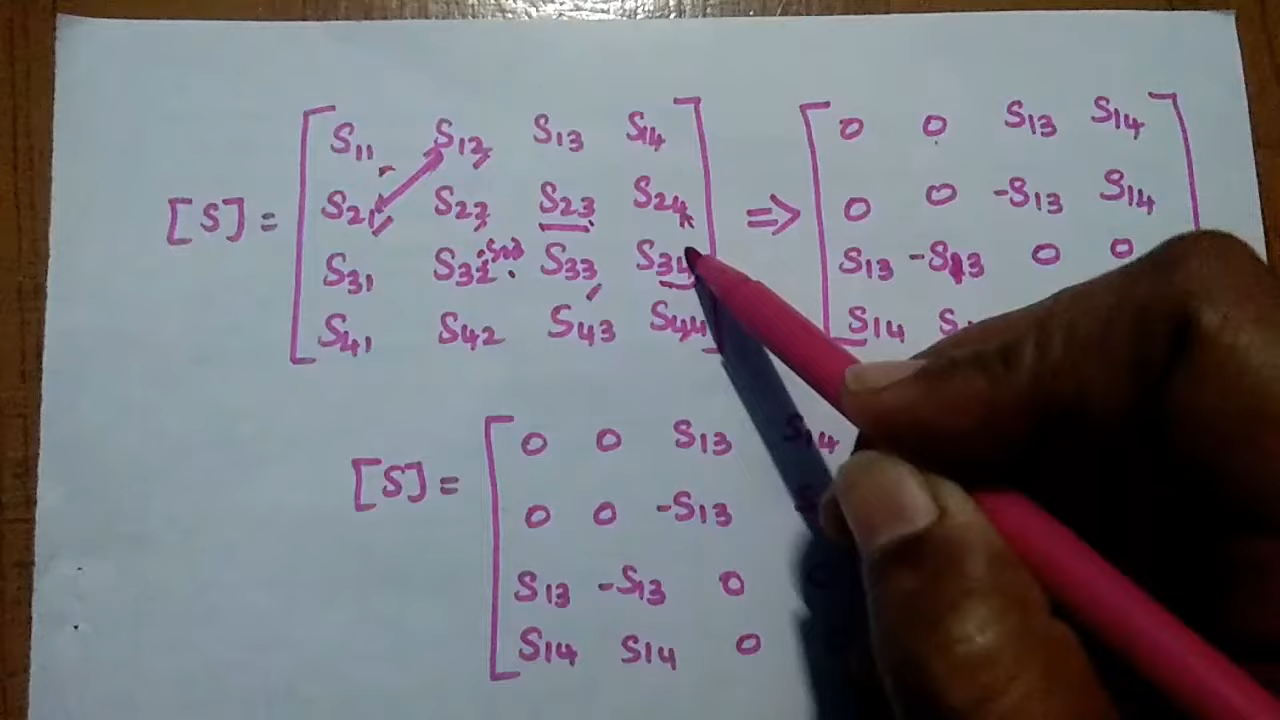 S11 S12 S13 S14 0 0 S13 S14
[S] = S21 S22 S23 S24 ⇒ 0 0 -S13 S14
S31 S32 S33 S34 S13 -S13 0 0
S41 S42 S43 S44 S14
0 0 S13 S14
[S] = 0 0 -S13
S13 -S13 0
S14 S14 0